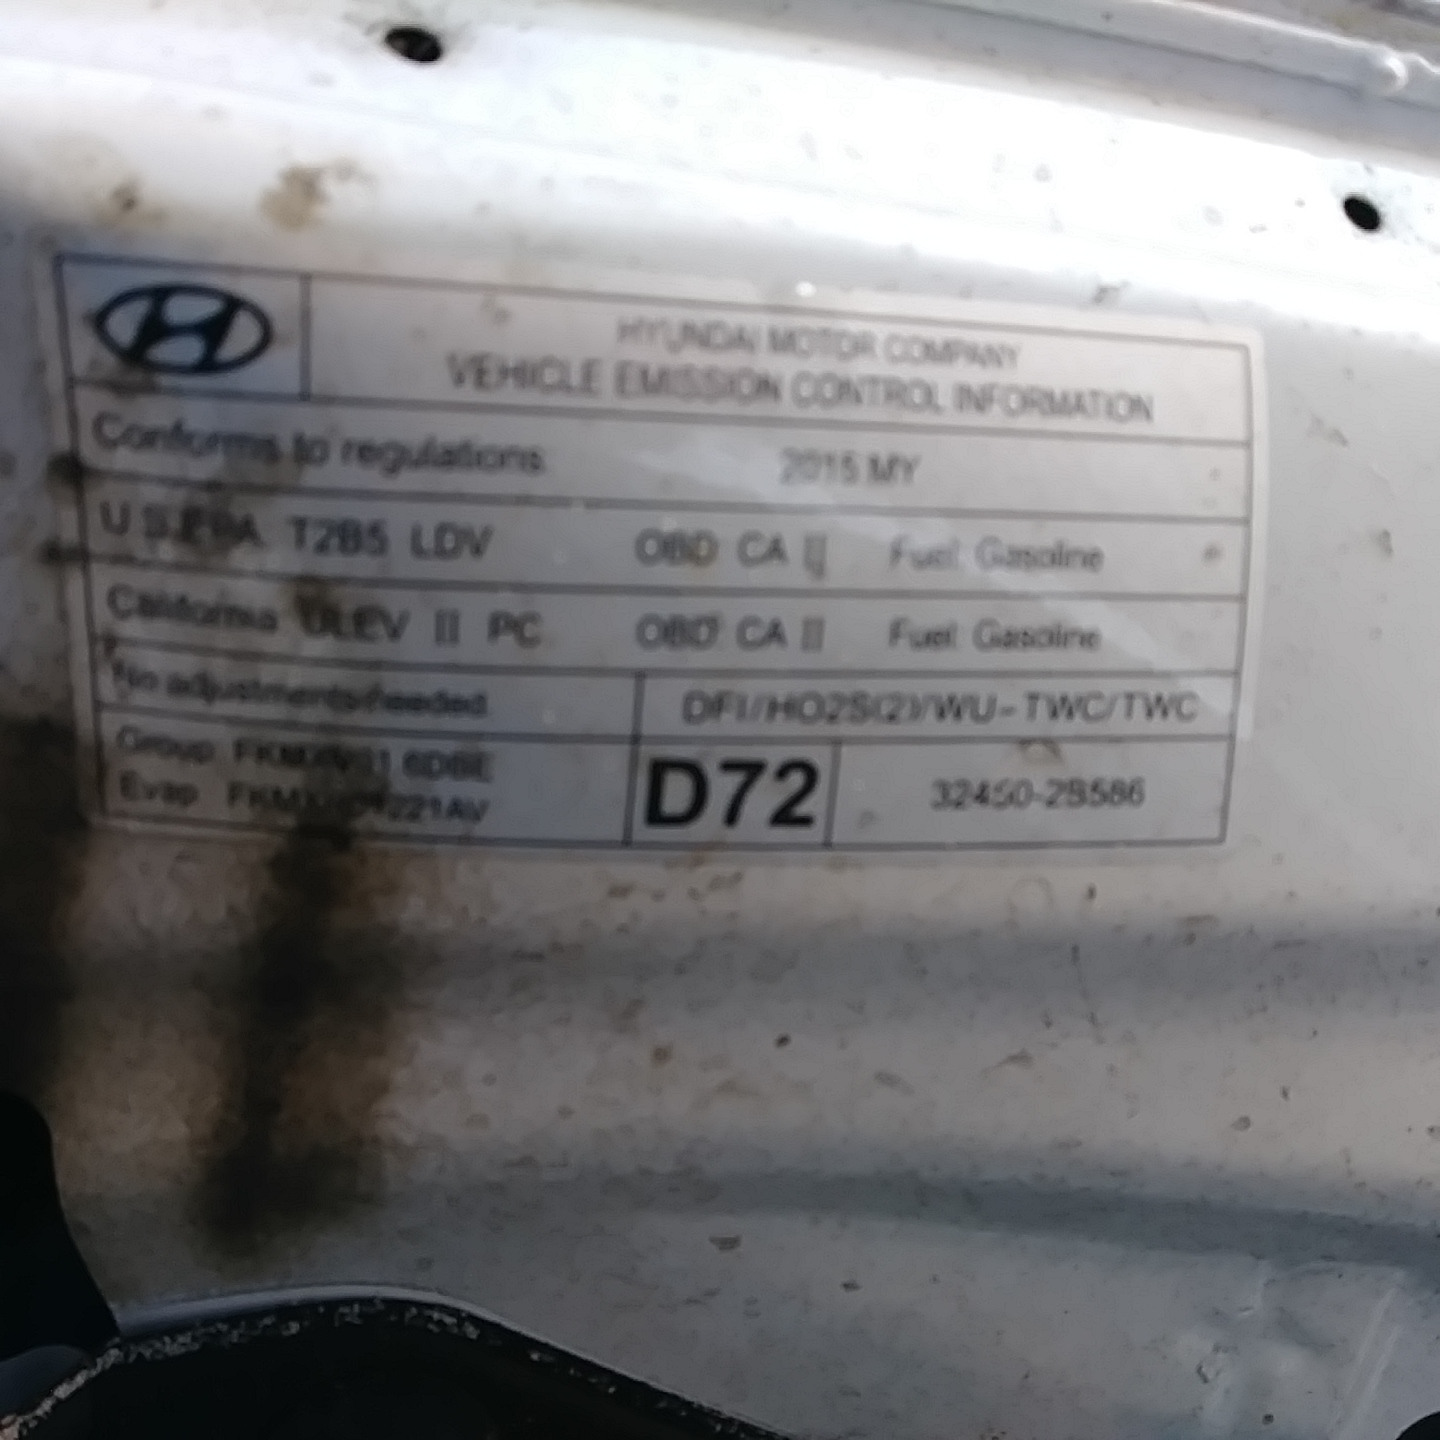 HYUNDAI MOTOR COMPANY
VEHICLE EMISSION CONTROL INFORMATION
Conforms to regulations 2015 MY
U.S.EPA T2B5 LDV OBD CA II Fuel: Gasoline
California ULEV II PC OBD CA II Fuel: Gasoline
No adjustments needed DFI/HO2S(2)/WU-TWC/TWC
Group:
Evap:
D72 32450-2B586